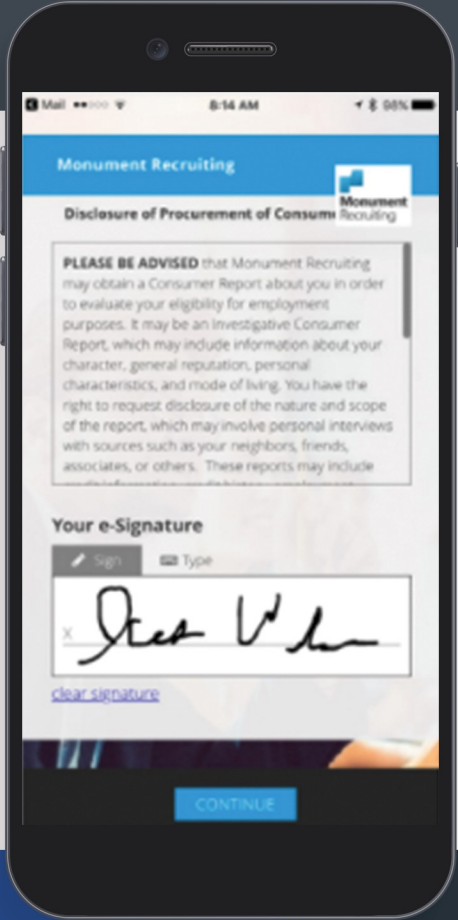 Mail
8:14 AM
98%
Monument Recruiting
Monument
Recruiting
Disclosure of Procurement of Consume
PLEASE BE ADVISED that Monument Recruiting
may obtain a Consumer Report about you in order
to evaluate your eligibility for employment
purposes. It may be an Investigative Consumer
Report, which may include information about your
character, general reputation, personal
characteristics, and mode of living. You have the
right to request disclosure of the nature and scope
of the report, which may involve personal interviews
with sources such as your neighbors, friends,
associates, or others. These reports may include
Your e-Signature
Sign
Type
X
clear signature
CONTINUE